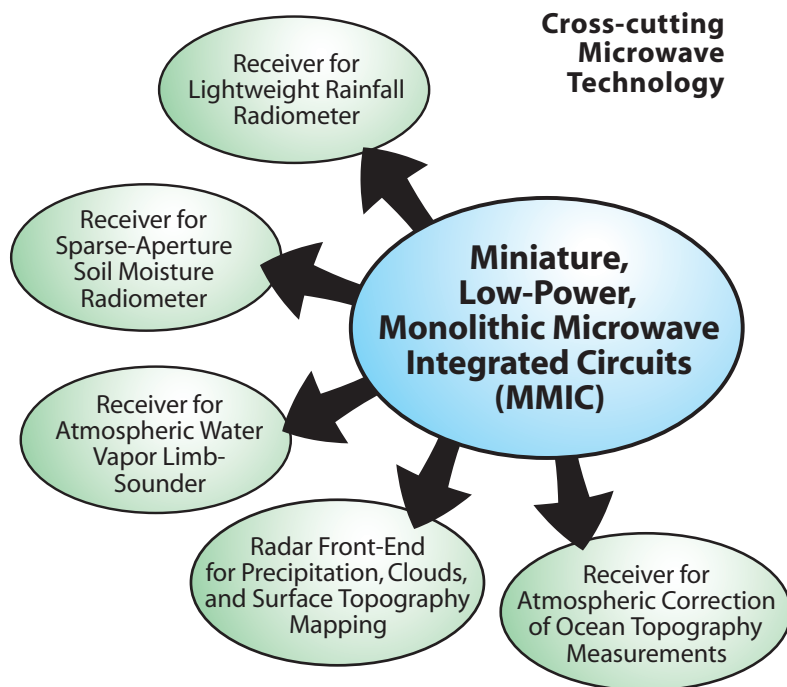 Cross-cutting
Microwave
Technology
Receiver for
Lightweight Rainfall
Radiometer
Receiver for
Sparse-Aperture
Soil Moisture
Radiometer
Miniature,
Low-Power,
Monolithic Microwave
Integrated Circuits
(MMIC)
Receiver for
Atmospheric Water
Vapor Limb-
Sounder
Radar Front-End
for Precipitation, Clouds,
and Surface Topography
Mapping
Receiver for
Atmospheric Correction
of Ocean Topography
Measurements